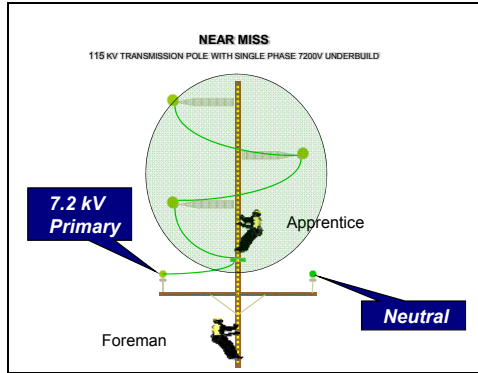 NEAR MISS
115 KV TRANSMISSION POLE WITH SINGLE PHASE 7200V UNDERBUILD
7.2 kV
Primary
Apprentice
Neutral
Foreman